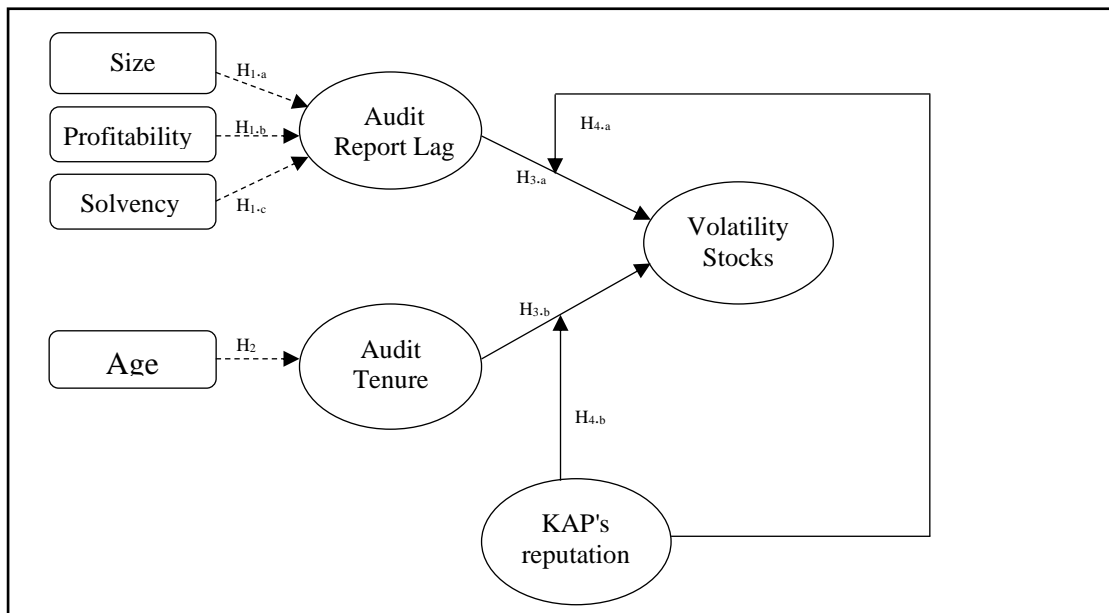 Size
H1.a
Audit
Report Lag
Profitability
H1.b
Solvency
H1.c
H4.a
H3.a
Volatility
Stocks
H3.b
Age
H2
Audit
Tenure
H4.b
KAP's
reputation